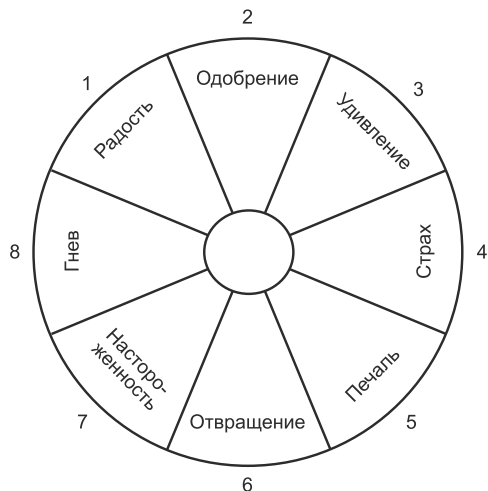 2
Одобрение
1
Радость
3
Удивление
8
Гнев
4
Страх
7
Насторо-
женность
5
Печаль
Отвращение
6